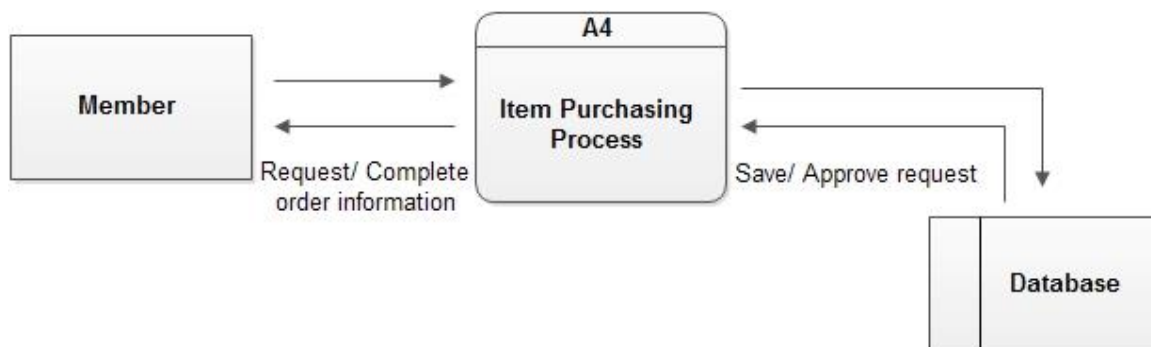 A4
Member
Item Purchasing
Process
Request/ Complete
order information
Save/ Approve request
Database